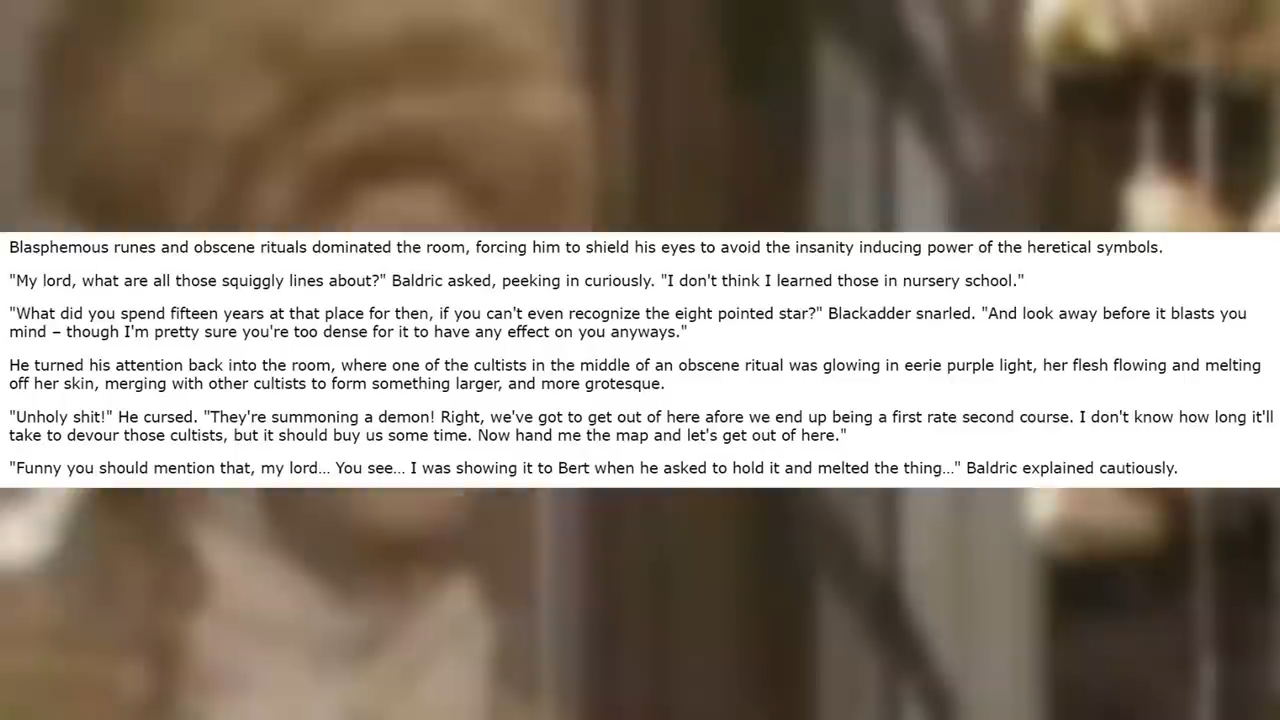 Blasphemous runes and obscene rituals dominated the room, forcing him to shield his eyes to avoid the insanity inducing power of the heretical symbols.
"My lord, what are all those squiggly lines about?" Baldric asked, peeking in curiously. "I don't think I learned those in nursery school."
"What did you spend fifteen years at that place for then, if you can't even recognize the eight pointed star?" Blackadder snarled. "And look away before it blasts you
mind – though I'm pretty sure you're too dense for it to have any effect on you anyways."
He turned his attention back into the room, where one of the cultists in the middle of an obscene ritual was glowing in eerie purple light, her flesh flowing and melting
off her skin, merging with other cultists to form something larger, and more grotesque.
"Unholy shit!" He cursed. "They're summoning a demon! Right, we've got to get out of here afore we end up being a first rate second course. I don't know how long it'll
take to devour those cultists, but it should buy us some time. Now hand me the map and let's get out of here."
"Funny you should mention that, my lord... You see... I was showing it to Bert when he asked to hold it and melted the thing..." Baldric explained cautiously.